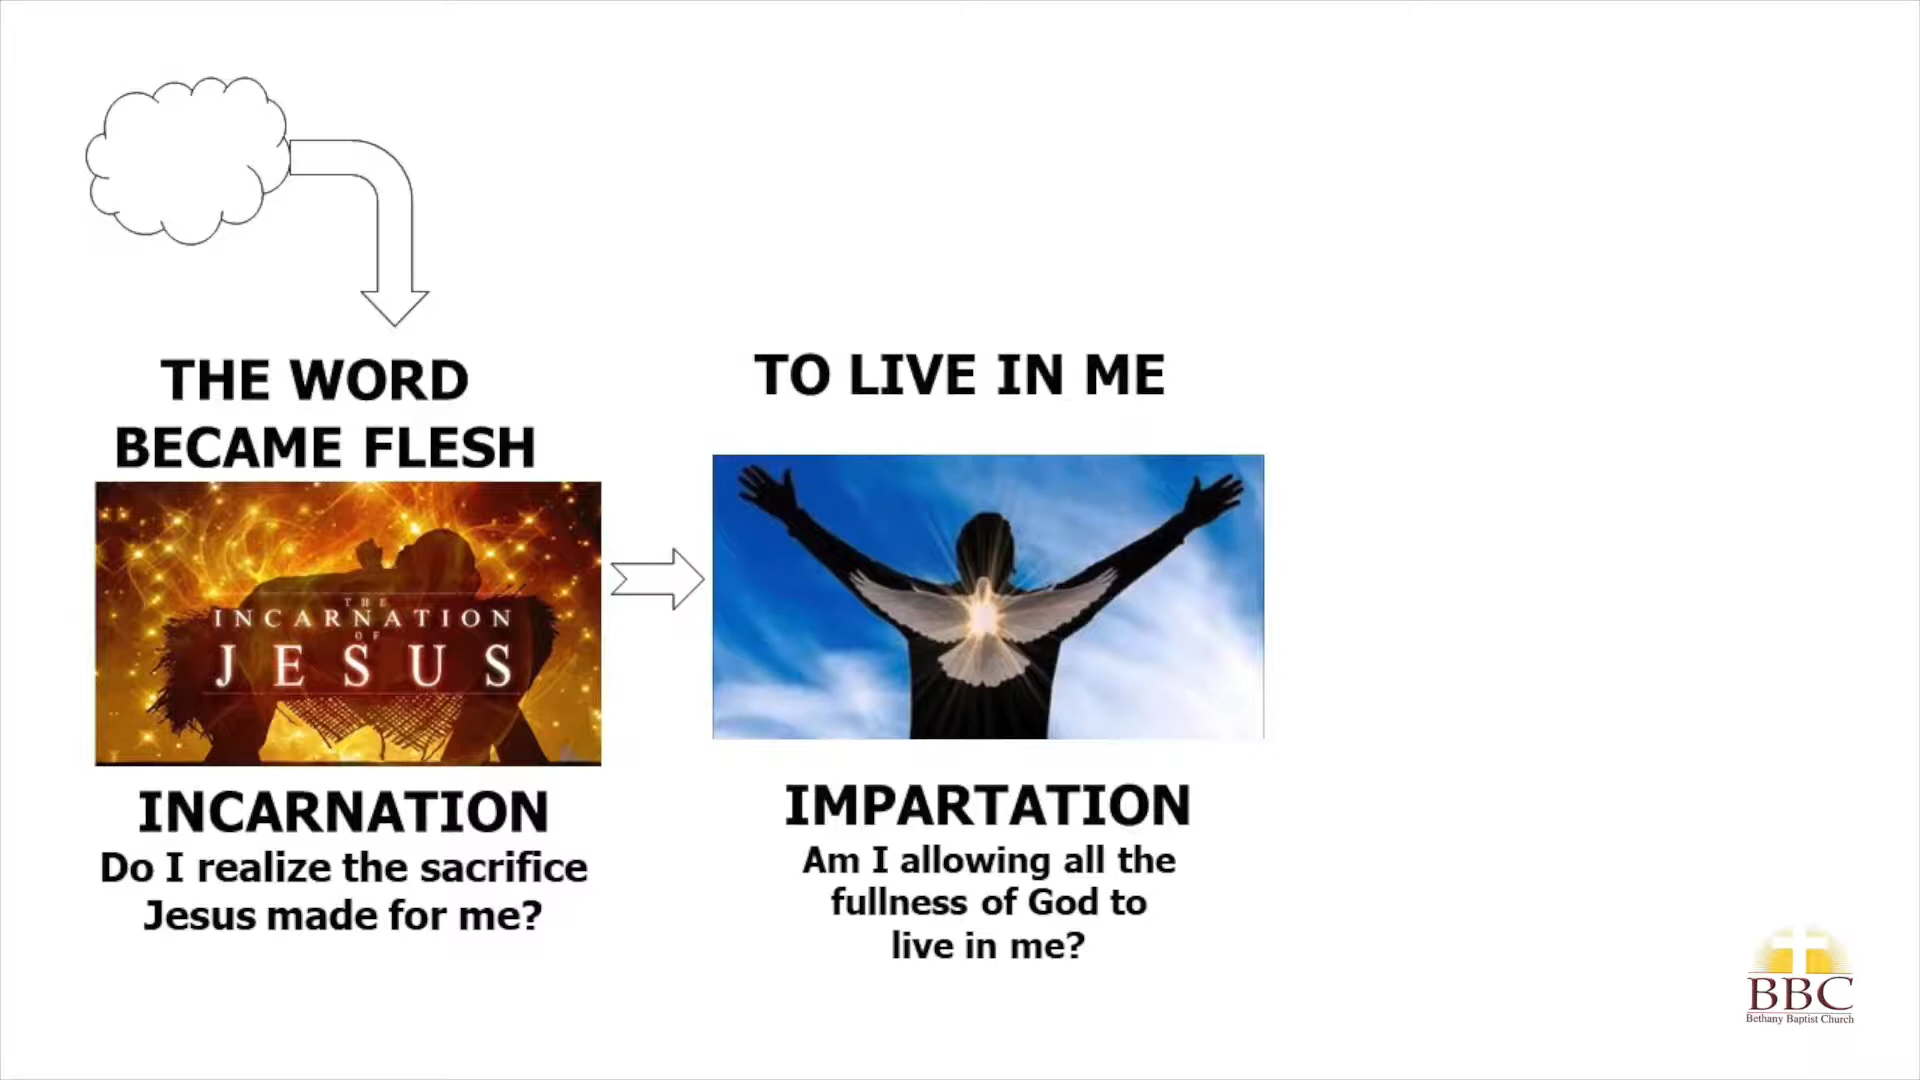 THE WORD
BECAME FLESH
THE
INCARNATION
OF
JESUS
INCARNATION
Do I realize the sacrifice
Jesus made for me?
TO LIVE IN ME
IMPARTATION
Am I allowing all the
fullness of God to
live in me?
BBC
Bethany Baptist Church